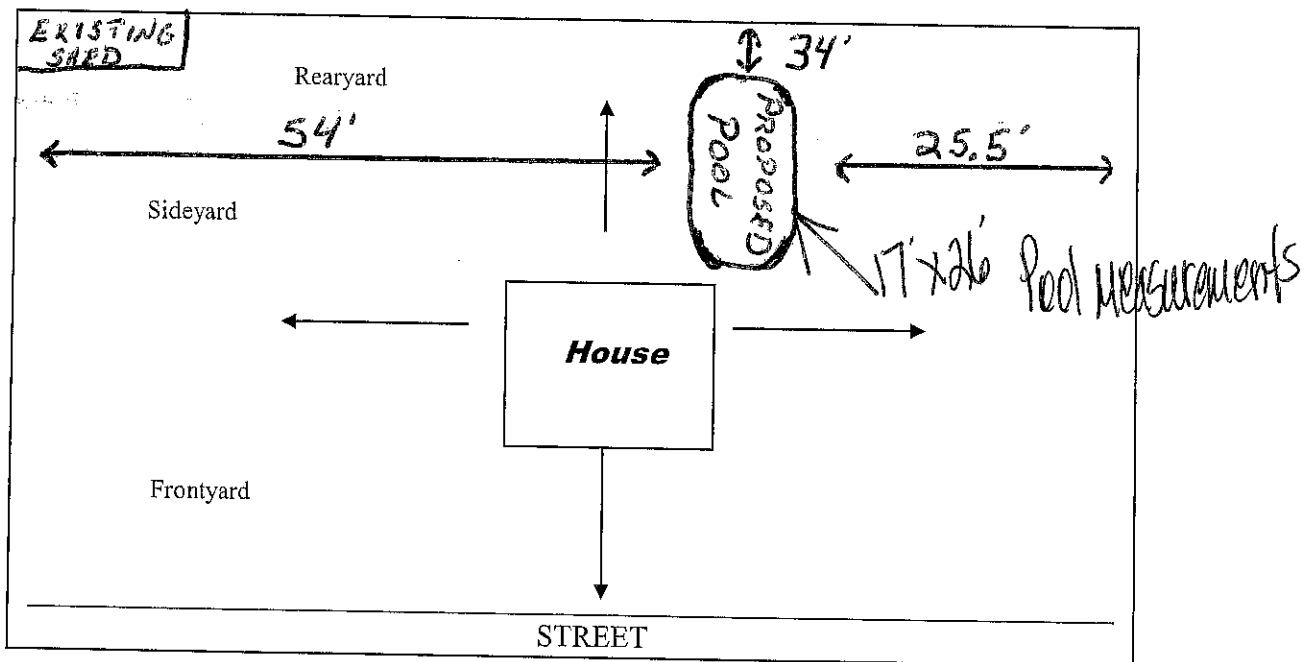 EXISTING
SHED
Rearyard
34'
54'
PROPOSED
POOL
25.5'
Sideyard
17'x26' Pool Measurements
House
Frontyard
STREET